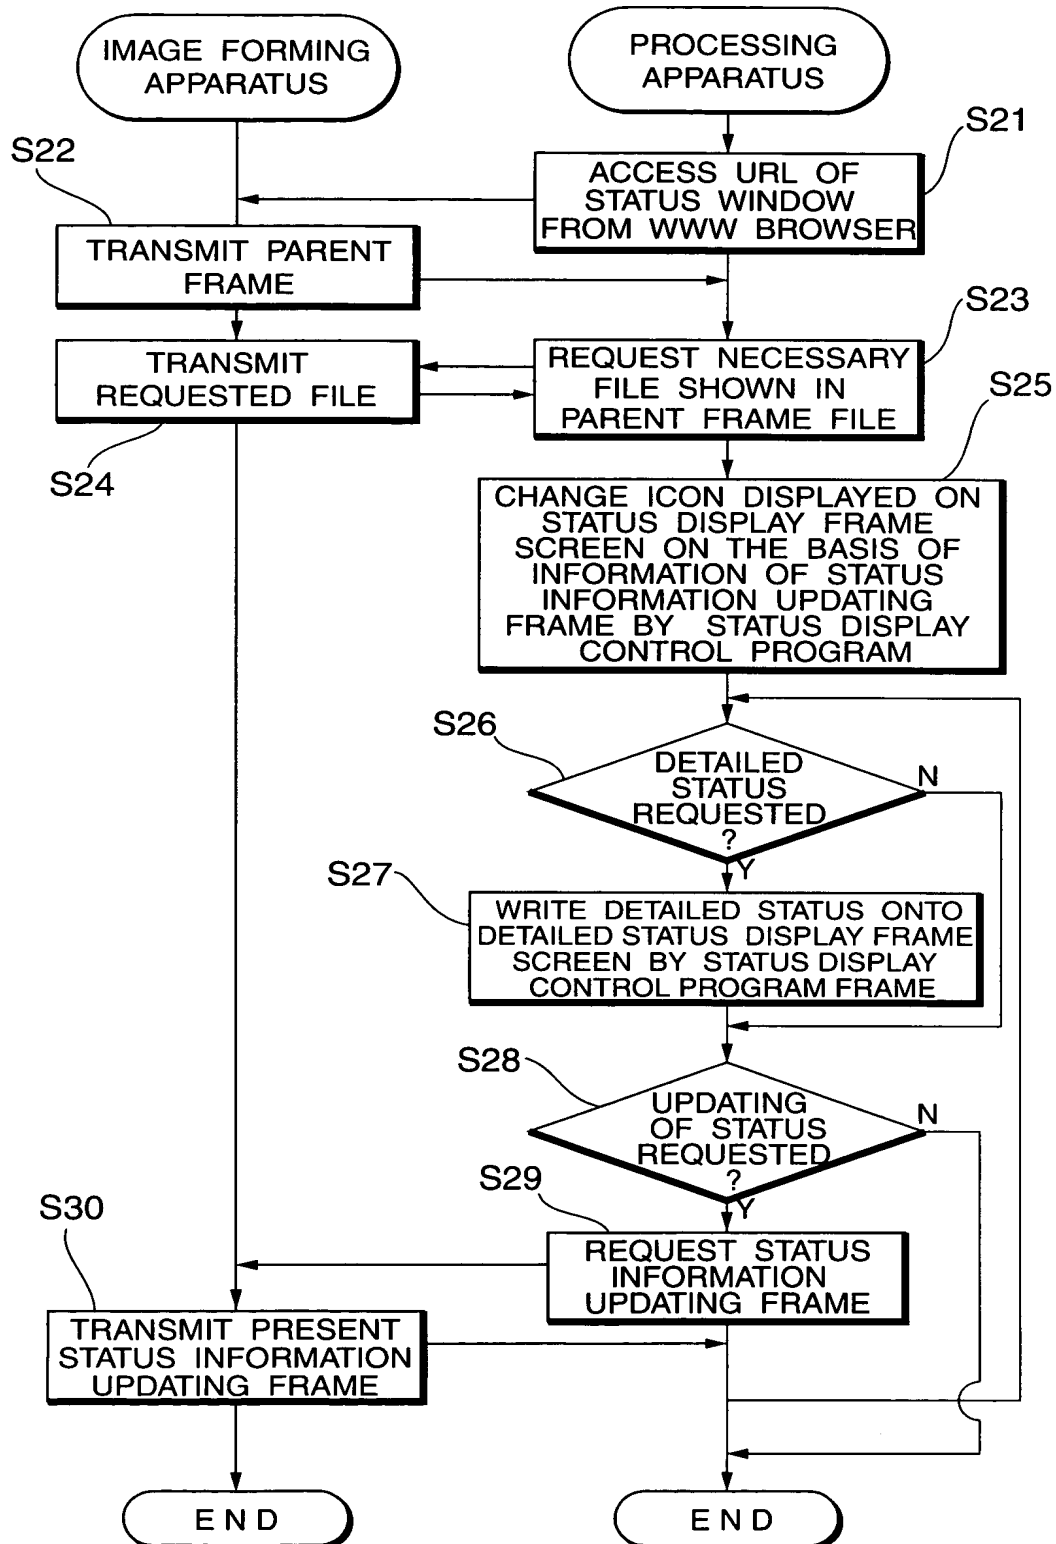 IMAGE FORMING
APPARATUS
PROCESSING
APPARATUS
S21
ACCESS URL OF
STATUS WINDOW
FROM WWW BROWSER
S22
TRANSMIT PARENT
FRAME
S23
REQUEST NECESSARY
FILE SHOWN IN
PARENT FRAME FILE
TRANSMIT
REQUESTED FILE
S24
S25
CHANGE ICON DISPLAYED ON
STATUS DISPLAY FRAME
SCREEN ON THE BASIS OF
INFORMATION OF STATUS
INFORMATION UPDATING
FRAME BY STATUS DISPLAY
CONTROL PROGRAM
S26
DETAILED
STATUS
REQUESTED
?
N
Y
S27
WRITE DETAILED STATUS ONTO
DETAILED STATUS DISPLAY FRAME
SCREEN BY STATUS DISPLAY
CONTROL PROGRAM FRAME
S28
UPDATING
OF STATUS
REQUESTED
?
N
Y
S29
REQUEST STATUS
INFORMATION
UPDATING FRAME
S30
TRANSMIT PRESENT
STATUS INFORMATION
UPDATING FRAME
END
END